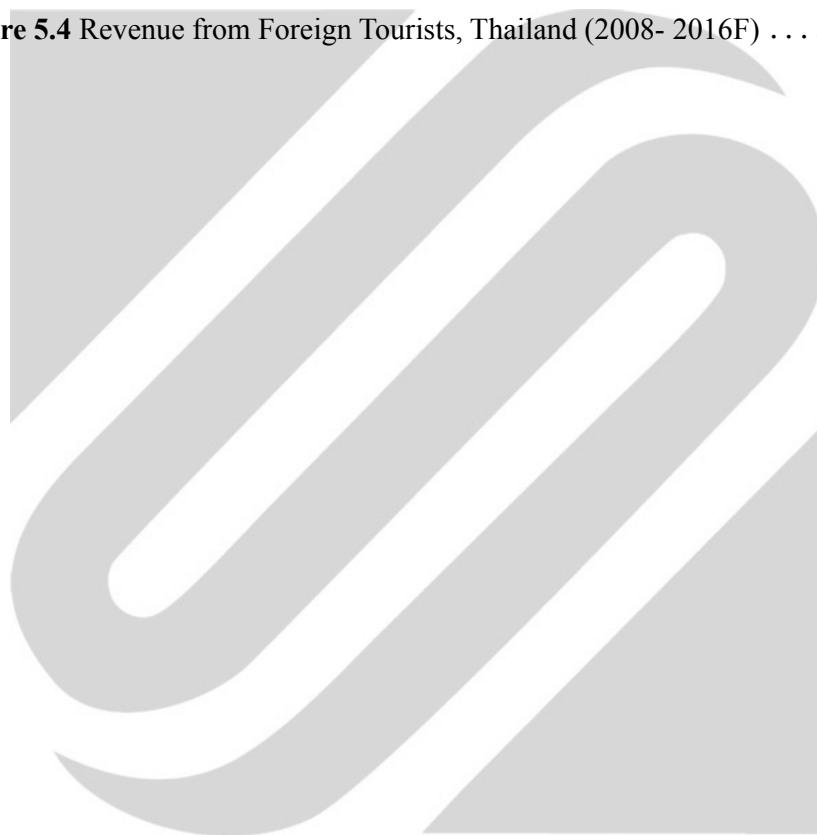 re 5.4 Revenue from Foreign Tourists, Thailand (2008- 2016F) . . . .